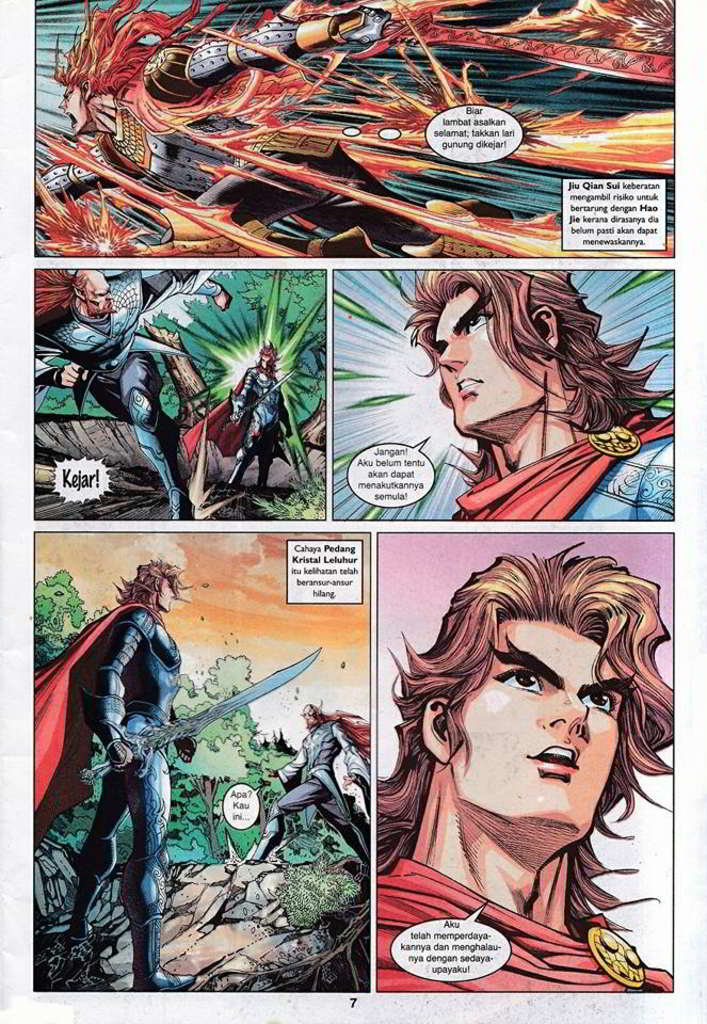 Biar
lambat asalkan
selamat; takkan lari
gunung dikejar!
Jiu Qian Sui keberatan
mengambil risiko untuk
bertarung dengan Hao
Jie kerana dirasanya dia
belum pasti akan dapat
menewaskannya.
Kejar!
Jangan!
Aku belum tentu
akan dapat
menakutkannya
semula!
Cahaya Pedang
Kristal Leluhur
itu kelihatan telah
beransur-ansur
hilang.
Apa?
Kau
ini...
Aku
telah memperdaya-
kannya dan menghalau-
nya dengan sedaya-
upayaku!
7